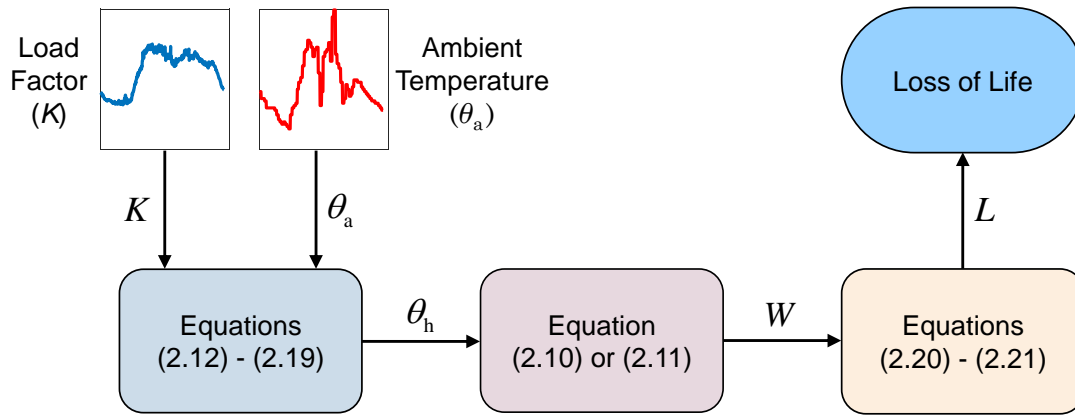 Load
Factor
(K)
Ambient
Temperature
(θa)
Loss of Life
K
θa
L
Equations
(2.12) - (2.19)
θh
Equation
(2.10) or (2.11)
W
Equations
(2.20) - (2.21)